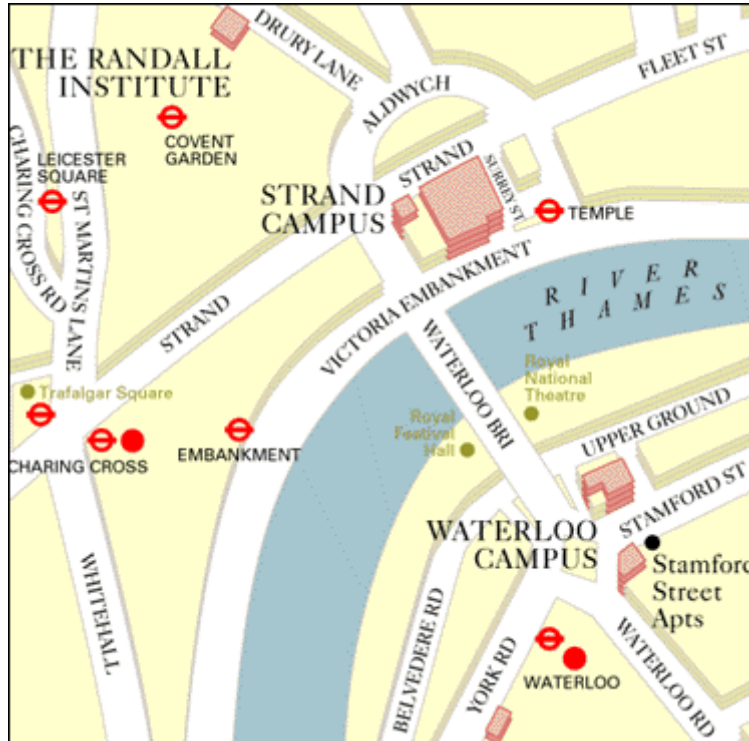 DRURY LANE
FLEET ST
THE RANDALL
INSTITUTE
ALDWYCH
COVENT
GARDEN
CHARING CROSS RD
LEICESTER
SQUARE
STRAND
SURREY ST
STRAND
CAMPUS
ST MARTINS LANE
TEMPLE
RIVER
THAMES
VICTORIA EMBANKMENT
STRAND
WATERLOO BRI
Royal
National
Theatre
Trafalgar Square
Royal
Festival
Hall
UPPER GROUND
CHARING CROSS
EMBANKMENT
STAMFORD ST
WATERLOO
CAMPUS
Stamford
Street
Apts
WHITEHALL
BELVEDERE RD
YORK RD
WATERLOO
WATERLOO RD